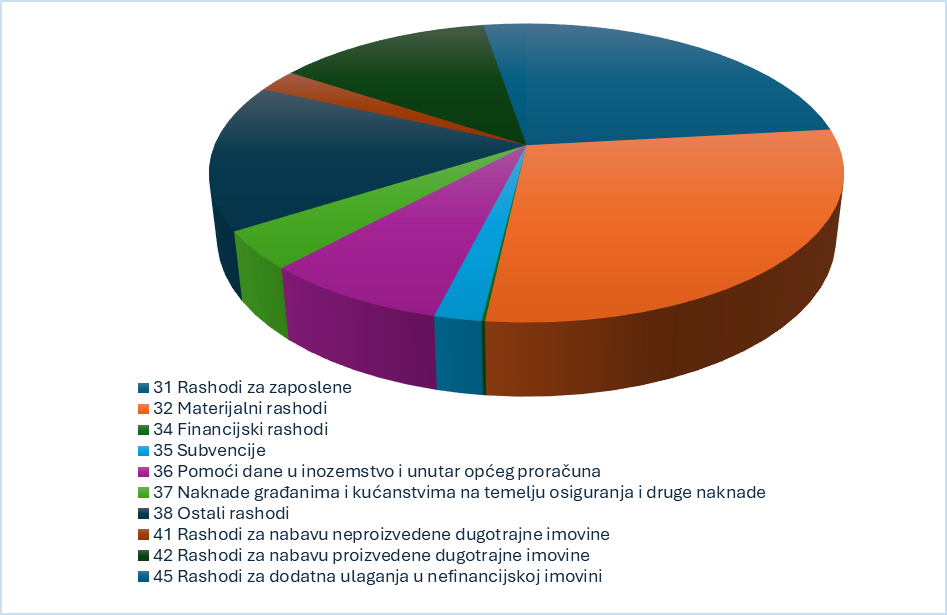 31 Rashodi za zaposlene
32 Materijalni rashodi
34 Financijski rashodi
35 Subvencije
36 Pomoći dane u inozemstvo i unutar općeg proračuna
37 Naknade građanima i kućanstvima na temelju osiguranja i druge naknade
38 Ostali rashodi
41 Rashodi za nabavu neproizvedene dugotrajne imovine
42 Rashodi za nabavu proizvedene dugotrajne imovine
45 Rashodi za dodatna ulaganja u nefinancijskoj imovini